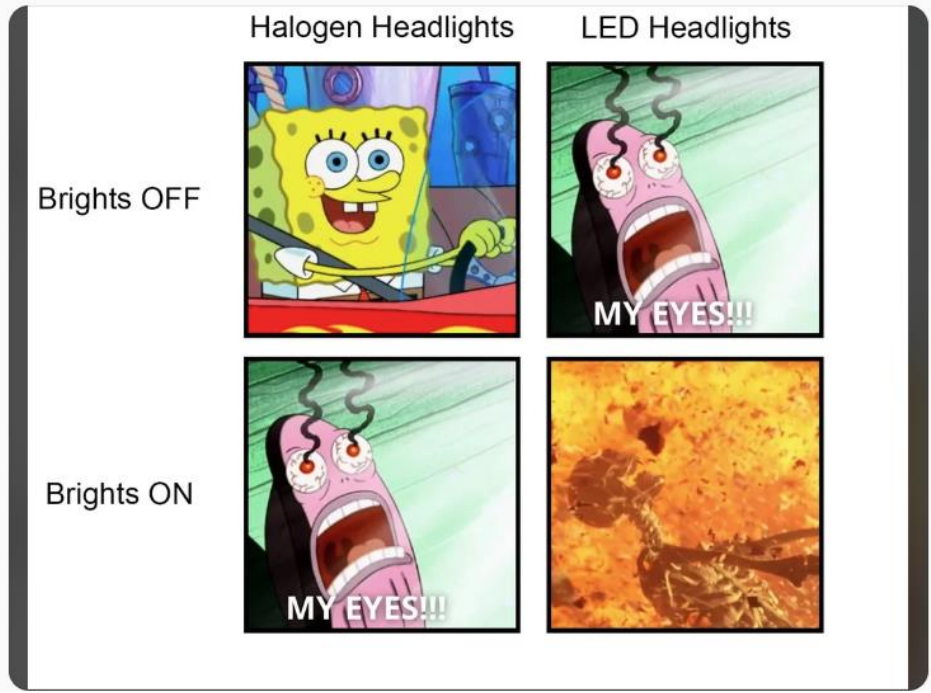 Halogen Headlights
LED Headlights
Brights OFF
MY EYES!!!
Brights ON
MY EYES!!!